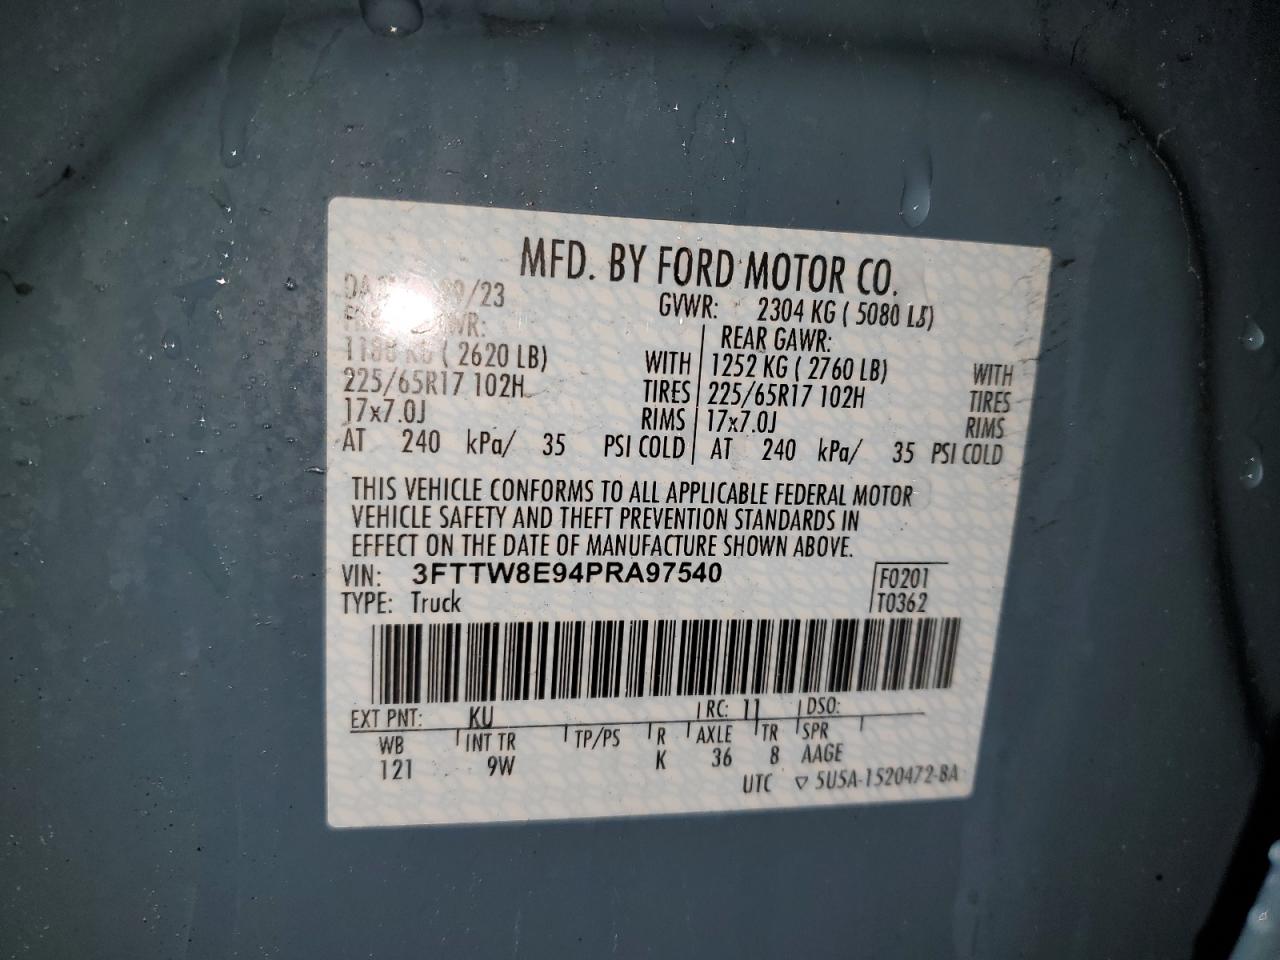 MFD. BY FORD MOTOR CO.
/23 GVWR: 2304 KG ( 5080 LB)
REAR GAWR:
( 2620 LB) WITH 1252 KG ( 2760 LB) WITH
225/65R17 102H TIRES 225/65R17 102H TIRES
17x7.0J RIMS 17x7.0J RIMS
AT 240 kPa/ 35 PSI COLD AT 240 kPa/ 35 PSI COLD
THIS VEHICLE CONFORMS TO ALL APPLICABLE FEDERAL MOTOR
VEHICLE SAFETY AND THEFT PREVENTION STANDARDS IN
EFFECT ON THE DATE OF MANUFACTURE SHOWN ABOVE.
VIN: 3FTTW8E94PRA97540 F0201
TYPE: Truck T0362
EXT PNT: KU RC: 11 DSO:
WB INT TR TP/PS R AXLE TR SPR
121 9W K 36 8 AAGE
UTC ▽ 5U5A-1520472-BA